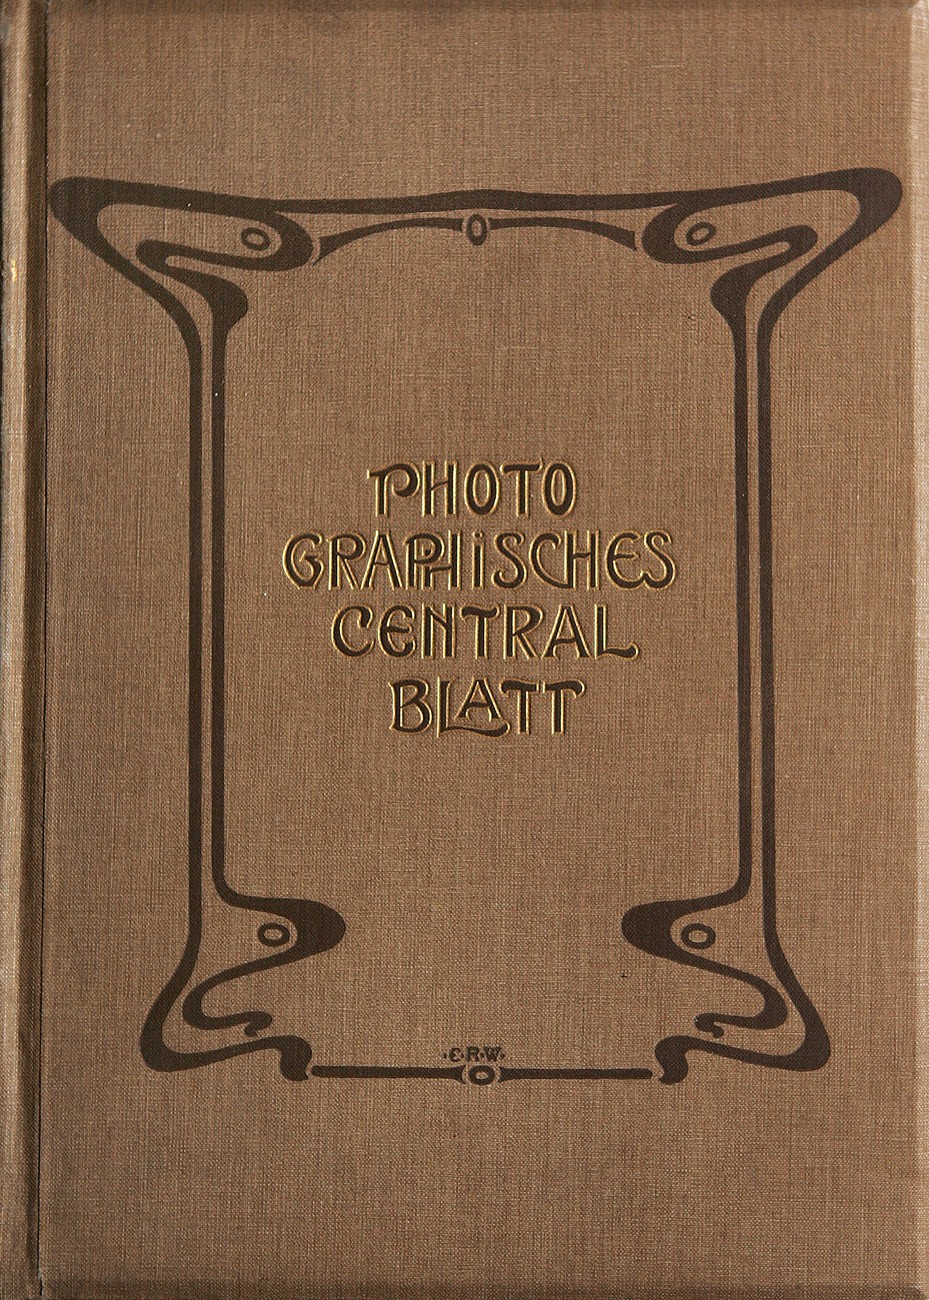 PHOTO
GRAPHiSCHES
CENTRAL
BLATT
·E·R·W·